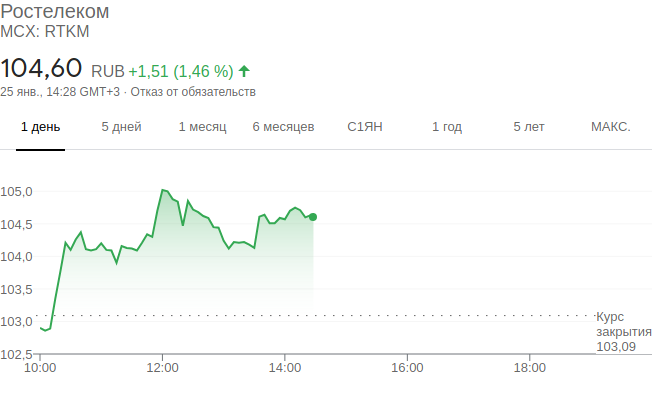 Ростелеком
MCX: RTKM
104,60 RUB +1,51 (1,46 %)
25 янв., 14:28 GMT+3 · Отказ от обязательств
1 день 5 дней 1 месяц 6 месяцев С1ЯН 1 год 5 лет МАКС.
105,0
104,5
104,0
103,5
103,0
102,5
Курс
закрытия
103,09
10:00 12:00 14:00 16:00 18:00